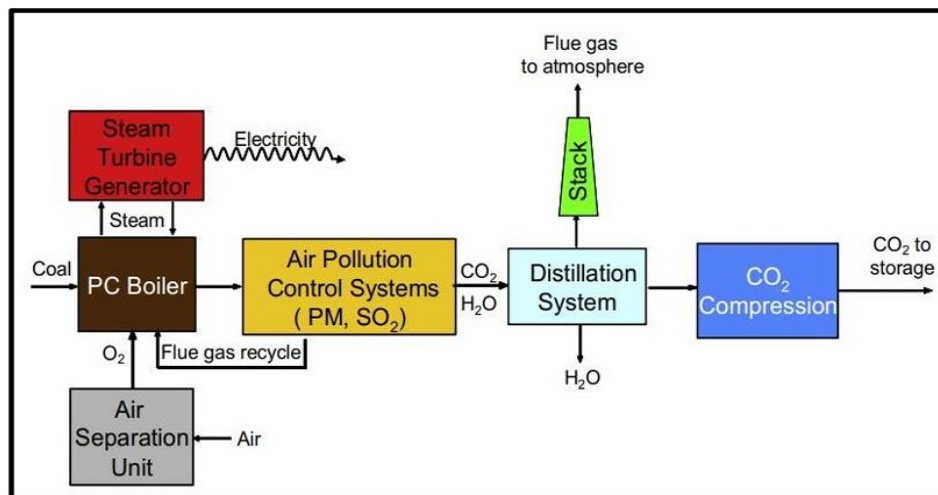 Flue gas
to atmosphere
Stack
Steam
Turbine
Generator
Electricity
Steam
Coal
PC Boiler
Air Pollution
Control Systems
( PM, SO₂)
CO₂
H₂O
Distillation
System
CO₂
Compression
CO₂ to
storage
O₂
Flue gas recycle
H₂O
Air
Separation
Unit
Air